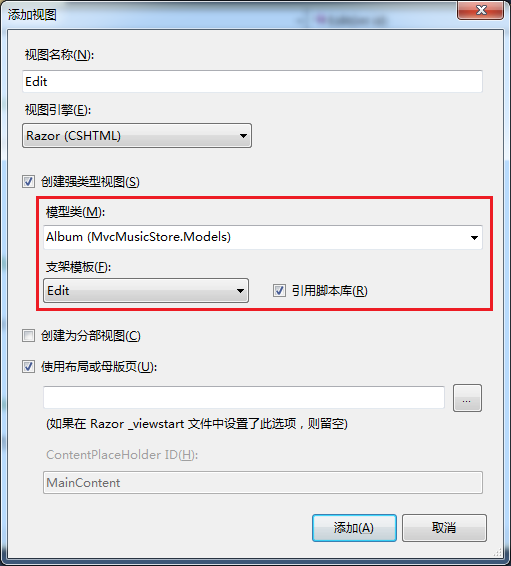 添加视图
视图名称(N):
Edit
视图引擎(E):
Razor (CSHTML)
创建强类型视图(S)
模型类(M):
Album (MvcMusicStore.Models)
支架模板(F):
Edit
引用脚本库(R)
创建为分部视图(C)
使用布局或母版页(U):
...
(如果在 Razor _viewstart 文件中设置了此选项，则留空)
ContentPlaceHolder ID(H):
MainContent
添加(A)
取消